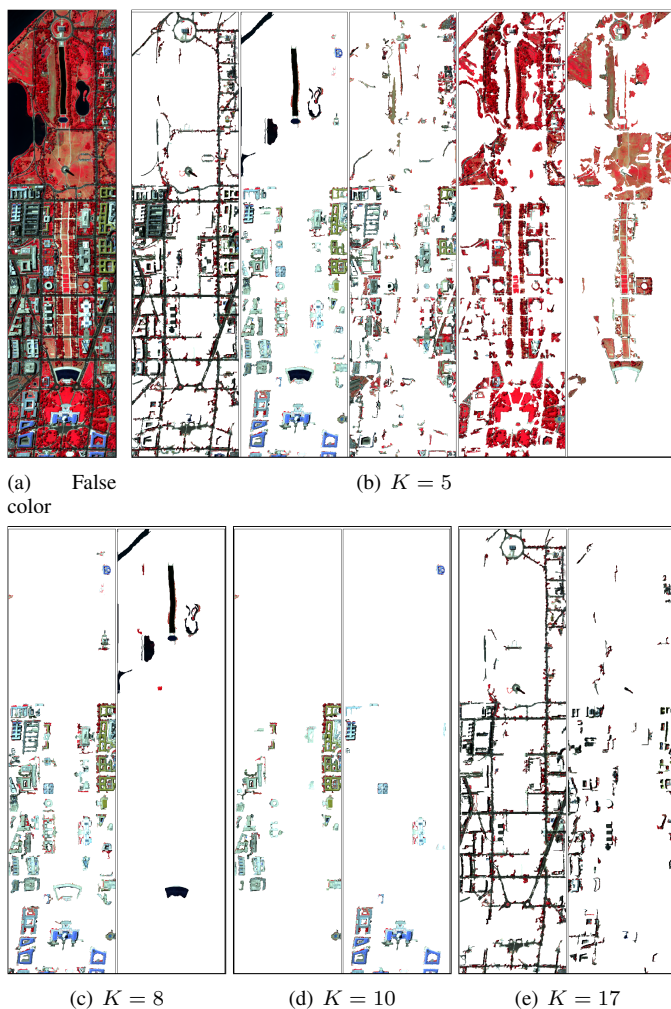 (a) False
color
(b) K = 5
(c) K = 8
(d) K = 10
(e) K = 17